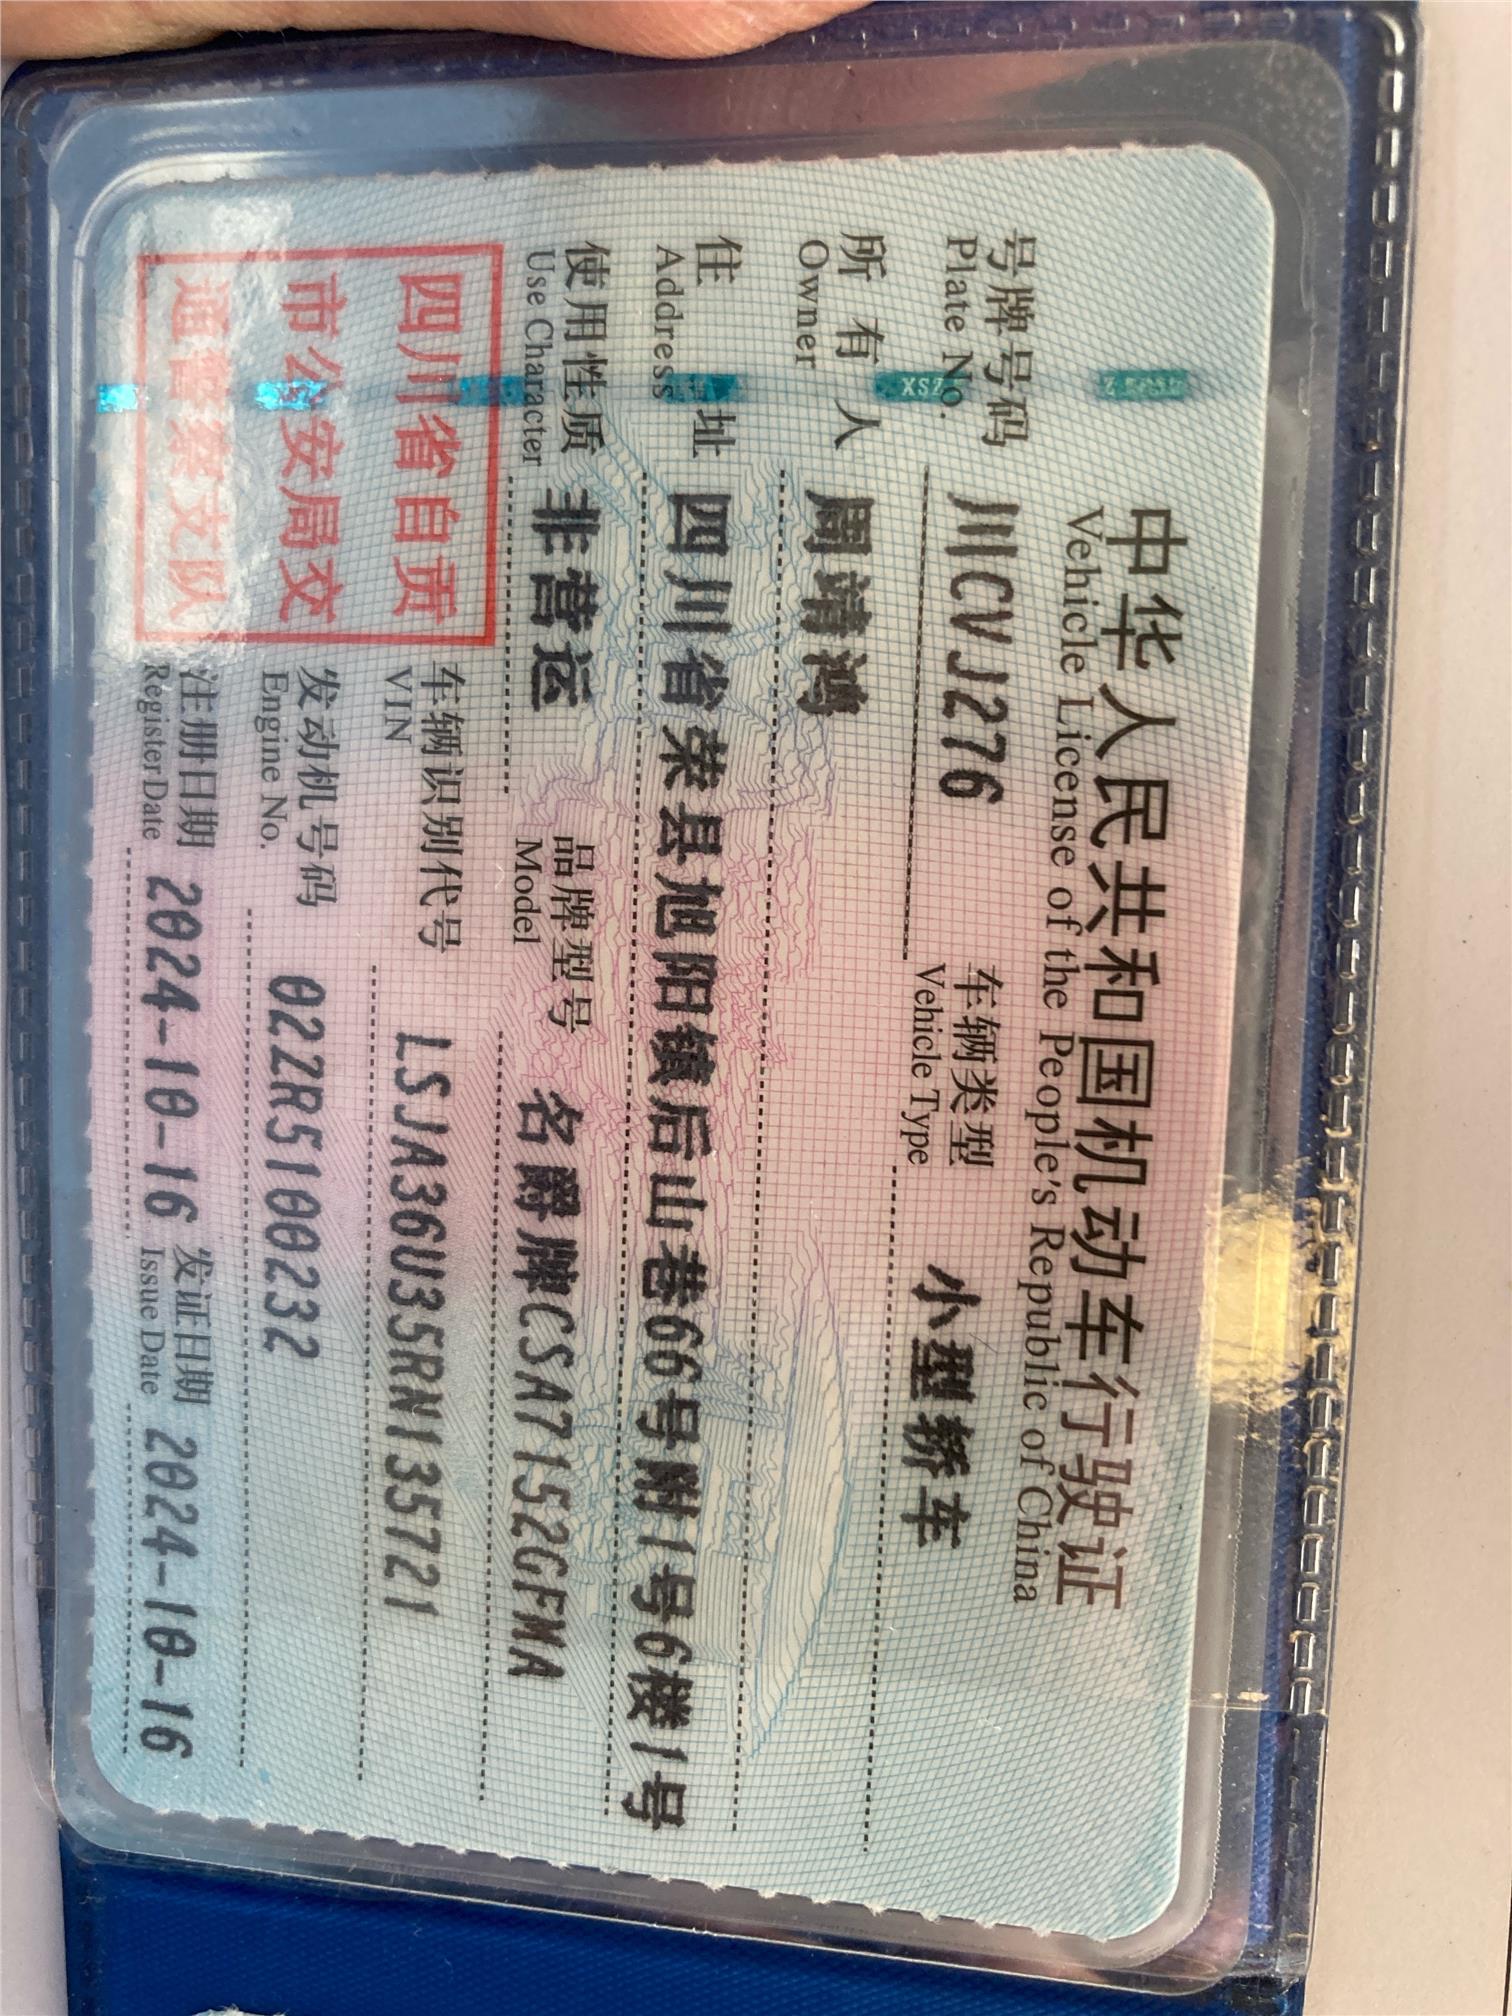 中华人民共和国机动车行驶证
Vehicle License of the People's Republic of China
号牌号码 川CVJ276 车辆类型 小型轿车
Plate No. Vehicle Type
所有人 周靖鸿
Owner
住址 四川省荣县旭阳镇后山巷66号附1号6楼1号
Address
使用性质 非营运 品牌型号 名爵牌CSA7152GFMA
Use Character Model
四川省自贡
市公安局交
通警察支队
车辆识别代号 LSJA36U35RN135721
VIN
发动机号码 02ZR5100232
Engine No.
注册日期 2024-10-16 发证日期 2024-10-16
Register Date Issue Date